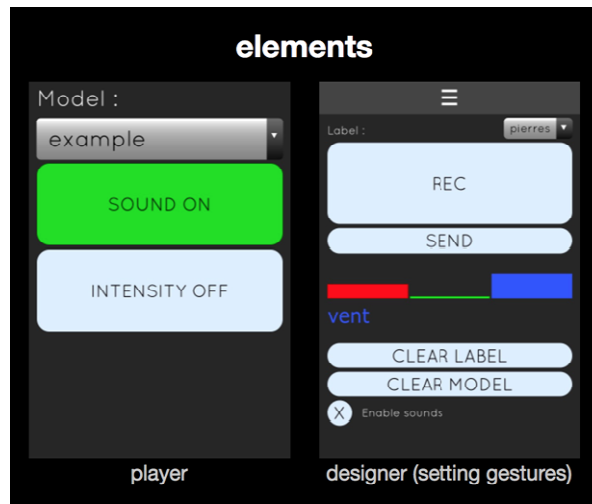 elements
Model :
example
SOUND ON
INTENSITY OFF
player
Label :
pierres
REC
SEND
vent
CLEAR LABEL
CLEAR MODEL
X Enable sounds
designer (setting gestures)